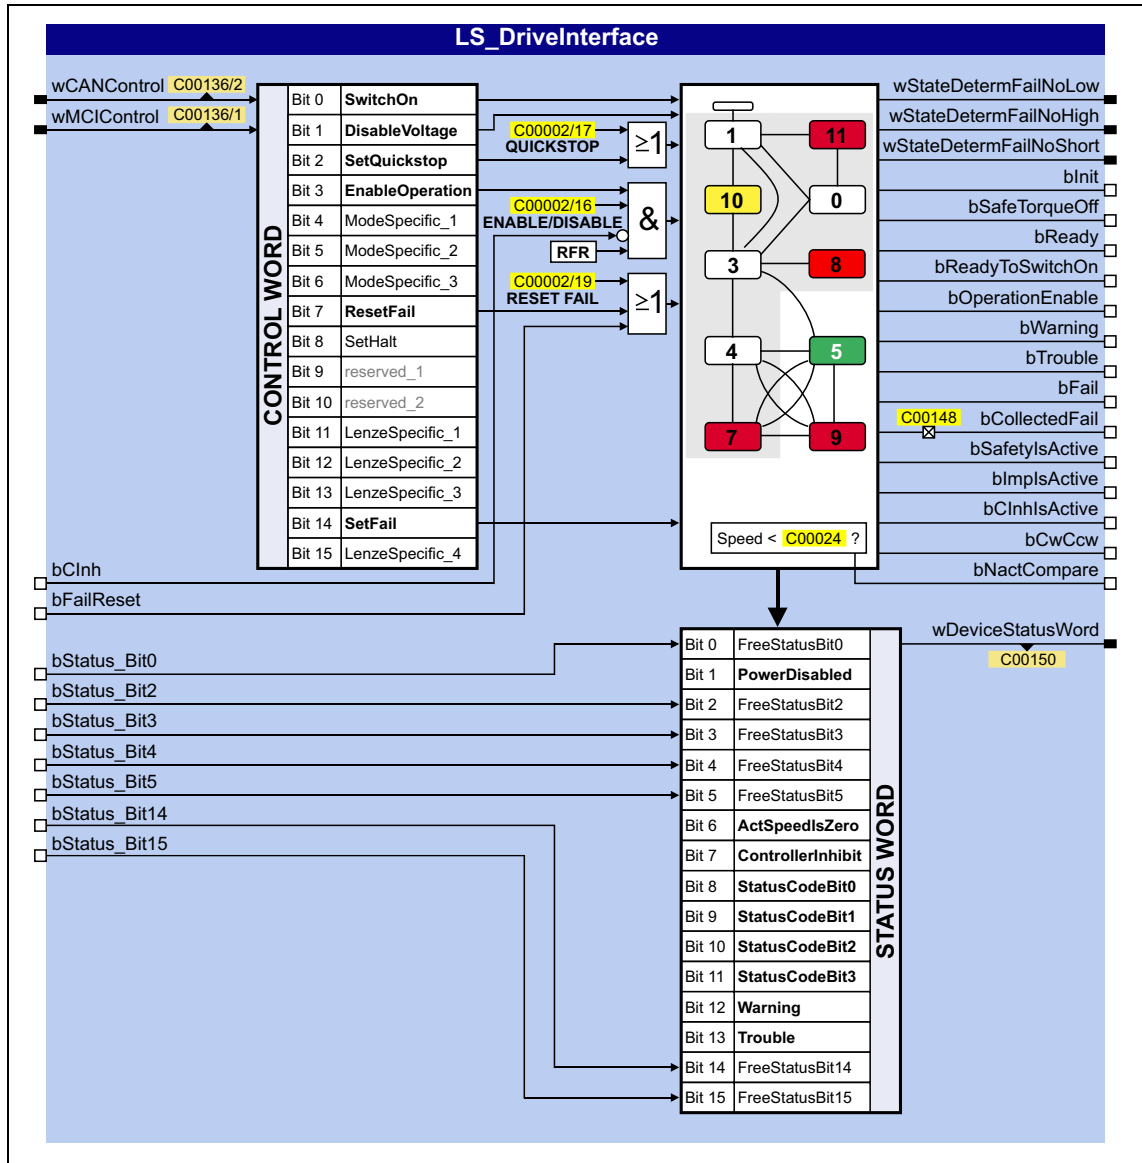 LS_DriveInterface
wCANControl C00136/2
wMCIControl C00136/1
CONTROL WORD
Bit 0 SwitchOn
Bit 1 DisableVoltage
Bit 2 SetQuickstop
Bit 3 EnableOperation
Bit 4 ModeSpecific_1
Bit 5 ModeSpecific_2
Bit 6 ModeSpecific_3
Bit 7 ResetFail
Bit 8 SetHalt
Bit 9 reserved_1
Bit 10 reserved_2
Bit 11 LenzeSpecific_1
Bit 12 LenzeSpecific_2
Bit 13 LenzeSpecific_3
Bit 14 SetFail
Bit 15 LenzeSpecific_4
bCInh
bFailReset
C00002/17
QUICKSTOP
≥1
C00002/16
ENABLE/DISABLE
&
RFR
C00002/19
RESET FAIL
≥1
1 11
10 0
3 8
4 5
7 9
Speed < C00024 ?
wStateDetermFailNoLow
wStateDetermFailNoHigh
wStateDetermFailNoShort
bInit
bSafeTorqueOff
bReady
bReadyToSwitchOn
bOperationEnable
bWarning
bTrouble
bFail
C00148 bCollectedFail
bSafetyIsActive
bImpIsActive
bCInhIsActive
bCwCcw
bNactCompare
bStatus_Bit0
bStatus_Bit2
bStatus_Bit3
bStatus_Bit4
bStatus_Bit5
bStatus_Bit14
bStatus_Bit15
Bit 0 FreeStatusBit0
Bit 1 PowerDisabled
Bit 2 FreeStatusBit2
Bit 3 FreeStatusBit3
Bit 4 FreeStatusBit4
Bit 5 FreeStatusBit5
Bit 6 ActSpeedIsZero
Bit 7 ControllerInhibit
Bit 8 StatusCodeBit0
Bit 9 StatusCodeBit1
Bit 10 StatusCodeBit2
Bit 11 StatusCodeBit3
Bit 12 Warning
Bit 13 Trouble
Bit 14 FreeStatusBit14
Bit 15 FreeStatusBit15
STATUS WORD
wDeviceStatusWord
C00150